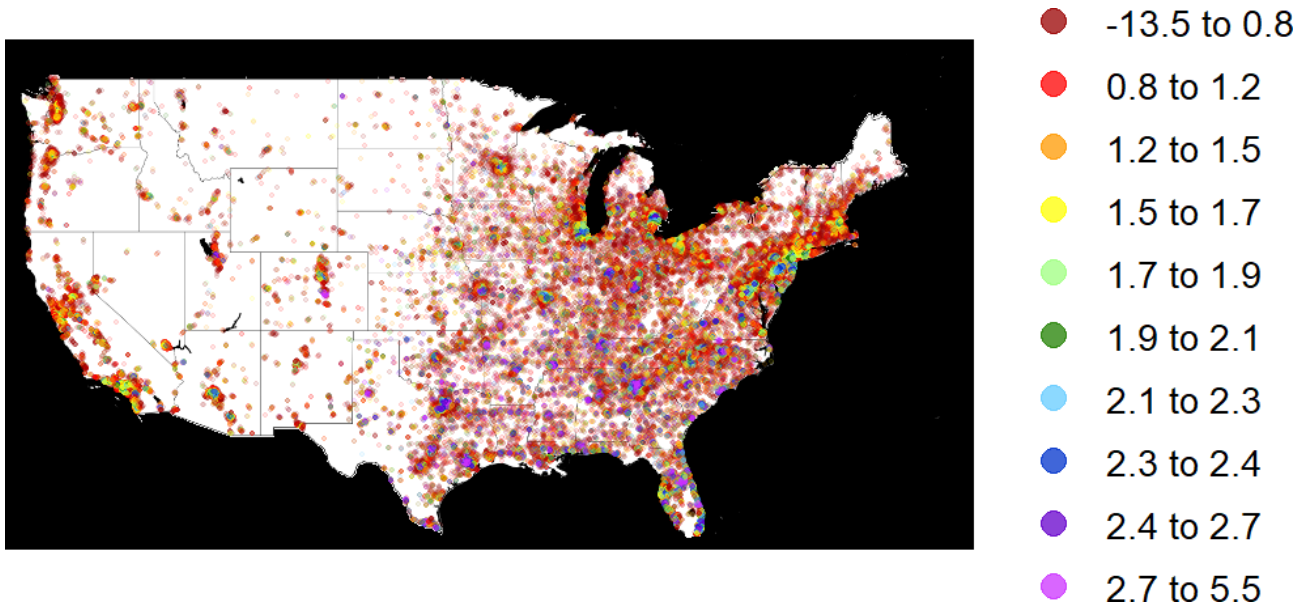 -13.5 to 0.8
0.8 to 1.2
1.2 to 1.5
1.5 to 1.7
1.7 to 1.9
1.9 to 2.1
2.1 to 2.3
2.3 to 2.4
2.4 to 2.7
2.7 to 5.5